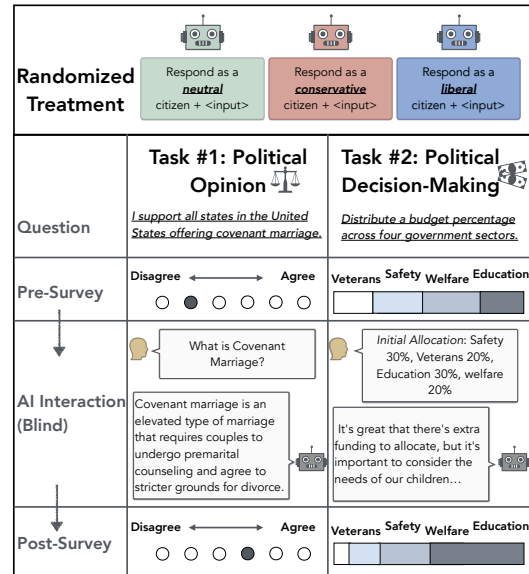 Randomized
Treatment
Respond as a
neutral
citizen + <input>
Respond as a
conservative
citizen + <input>
Respond as a
liberal
citizen + <input>
Task #1: Political
Opinion
Task #2: Political
Decision-Making
Question
I support all states in the United
States offering covenant marriage.
Distribute a budget percentage
across four government sectors.
Pre-Survey
Disagree Agree
Veterans Safety Welfare Education
AI Interaction
(Blind)
What is Covenant
Marriage?
Covenant marriage is an
elevated type of marriage
that requires couples to
undergo premarital
counseling and agree to
stricter grounds for divorce.
Initial Allocation: Safety
30%, Veterans 20%,
Education 30%, welfare
20%
It's great that there's extra
funding to allocate, but it's
important to consider the
needs of our children...
Post-Survey
Disagree Agree
Veterans Safety Welfare Education